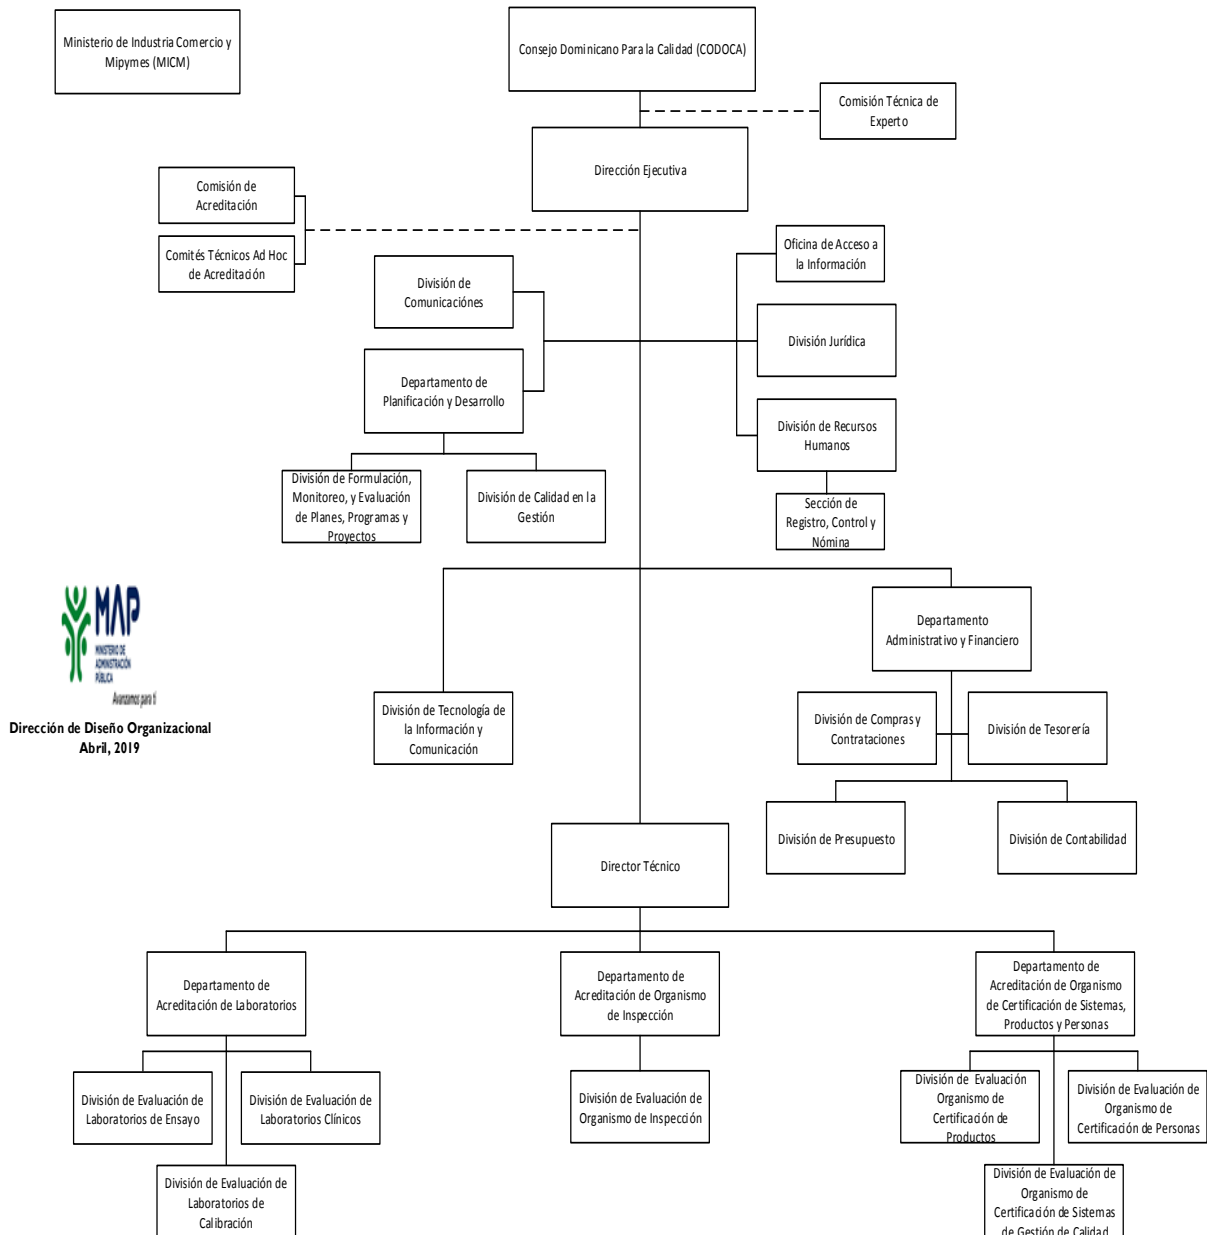 Ministerio de Industria Comercio y
Mipymes (MICM)
Consejo Dominicano Para la Calidad (CODOCA)
Comisión Técnica de
Experto
Dirección Ejecutiva
Comisión de
Acreditación
Comités Técnicos Ad Hoc
de Acreditación
Oficina de Acceso a
la Información
División de
Comunicaciónes
División Jurídica
Departamento de
Planificación y Desarrollo
División de Recursos
Humanos
División de Formulación,
Monitoreo, y Evaluación
de Planes, Programas y
Proyectos
División de Calidad en la
Gestión
Sección de
Registro, Control y
Nómina
MAP
MINISTERIO DE
ADMINISTRACIÓN
PÚBLICA
Avanzamos para ti
Dirección de Diseño Organizacional
Abril, 2019
Departamento
Administrativo y Financiero
División de Tecnología de
la Información y
Comunicación
División de Compras y
Contrataciones
División de Tesorería
División de Presupuesto
División de Contabilidad
Director Técnico
Departamento de
Acreditación de Laboratorios
Departamento de
Acreditación de Organismo
de Inspección
Departamento de
Acreditación de Organismo
de Certificación de Sistemas,
Productos y Personas
División de Evaluación de
Laboratorios de Ensayo
División de Evaluación de
Laboratorios Clínicos
División de Evaluación de
Organismo de Inspección
División de Evaluación
Organismo de
Certificación de
Productos
División de Evaluación de
Organismo de
Certificación de Personas
División de Evaluación de
Laboratorios de
Calibración
División de Evaluación de
Organismo de
Certificación de Sistemas
de Gestión de Calidad